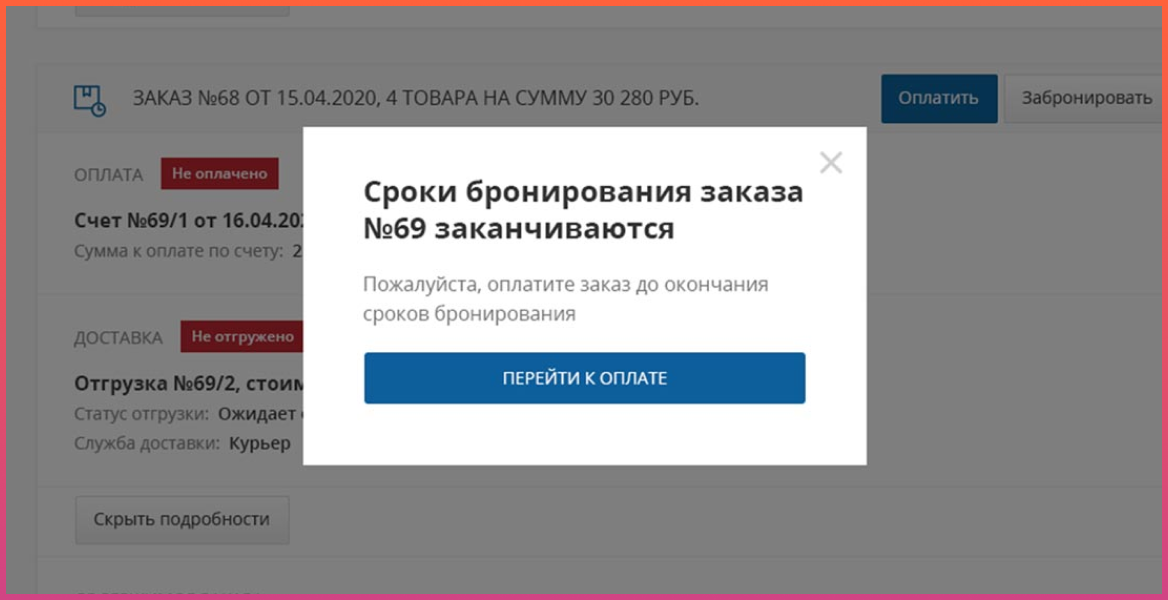 ЗАКАЗ №68 ОТ 15.04.2020, 4 ТОВАРА НА СУММУ 30 280 РУБ.
Оплатить
Забронировать
ОПЛАТА
Не оплачено
Счет №69/1 от 16.04.20
Сумма к оплате по счету: 2
Сроки бронирования заказа
№69 заканчиваются
Пожалуйста, оплатите заказ до окончания
сроков бронирования
ПЕРЕЙТИ К ОПЛАТЕ
ДОСТАВКА
Не отгружено
Отгрузка №69/2, стоим
Статус отгрузки: Ожидает
Служба доставки: Курьер
Скрыть подробности